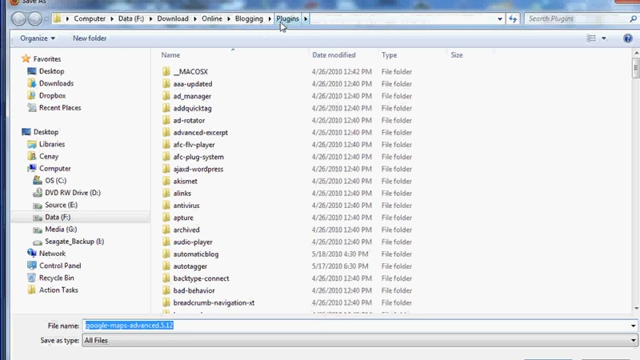 Save As
Computer ▸ Data (F:) ▸ Download ▸ Online ▸ Blogging ▸ Plugins ▸
Search Plugins
Organize
New folder
Name
Date modified
Type
Size
Favorites
Desktop
Downloads
Dropbox
Recent Places
Desktop
Libraries
Cenay
Computer
OS (C:)
DVD RW Drive (D:)
Source (E:)
Data (F:)
Media (G:)
Seagate_Backup (I:)
Network
Control Panel
Recycle Bin
Action Tasks
__MACOSX 4/26/2010 12:42 PM File folder
aaa-updated 4/26/2010 12:40 PM File folder
ad_manager 4/26/2010 12:40 PM File folder
addquicktag 4/26/2010 12:40 PM File folder
ad-rotator 4/26/2010 12:40 PM File folder
advanced-excerpt 4/26/2010 12:40 PM File folder
afc-flv-player 4/26/2010 12:40 PM File folder
afc-plug-system 4/26/2010 12:40 PM File folder
ajaxd-wordpress 4/26/2010 12:40 PM File folder
akismet 4/26/2010 12:40 PM File folder
alinks 4/26/2010 12:40 PM File folder
antivirus 4/26/2010 12:40 PM File folder
apture 4/26/2010 12:40 PM File folder
archived 4/26/2010 12:40 PM File folder
audio-player 4/26/2010 12:40 PM File folder
automaticblog 5/18/2010 4:30 PM File folder
autotagger 5/17/2010 6:30 PM File folder
backtype-connect 4/26/2010 12:40 PM File folder
bad-behavior 4/26/2010 12:40 PM File folder
breadcrumb-navigation-xt 4/26/2010 12:40 PM File folder
File name: google-maps-advanced.5.12
Save as type: All Files